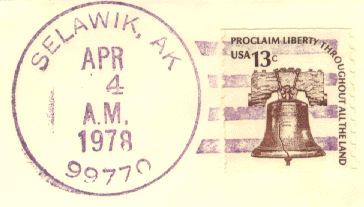 SELAWIK, AK
APR
4
A.M.
1978
99770
PROCLAIM LIBERTY THROUGHOUT ALL THE LAND
USA 13c